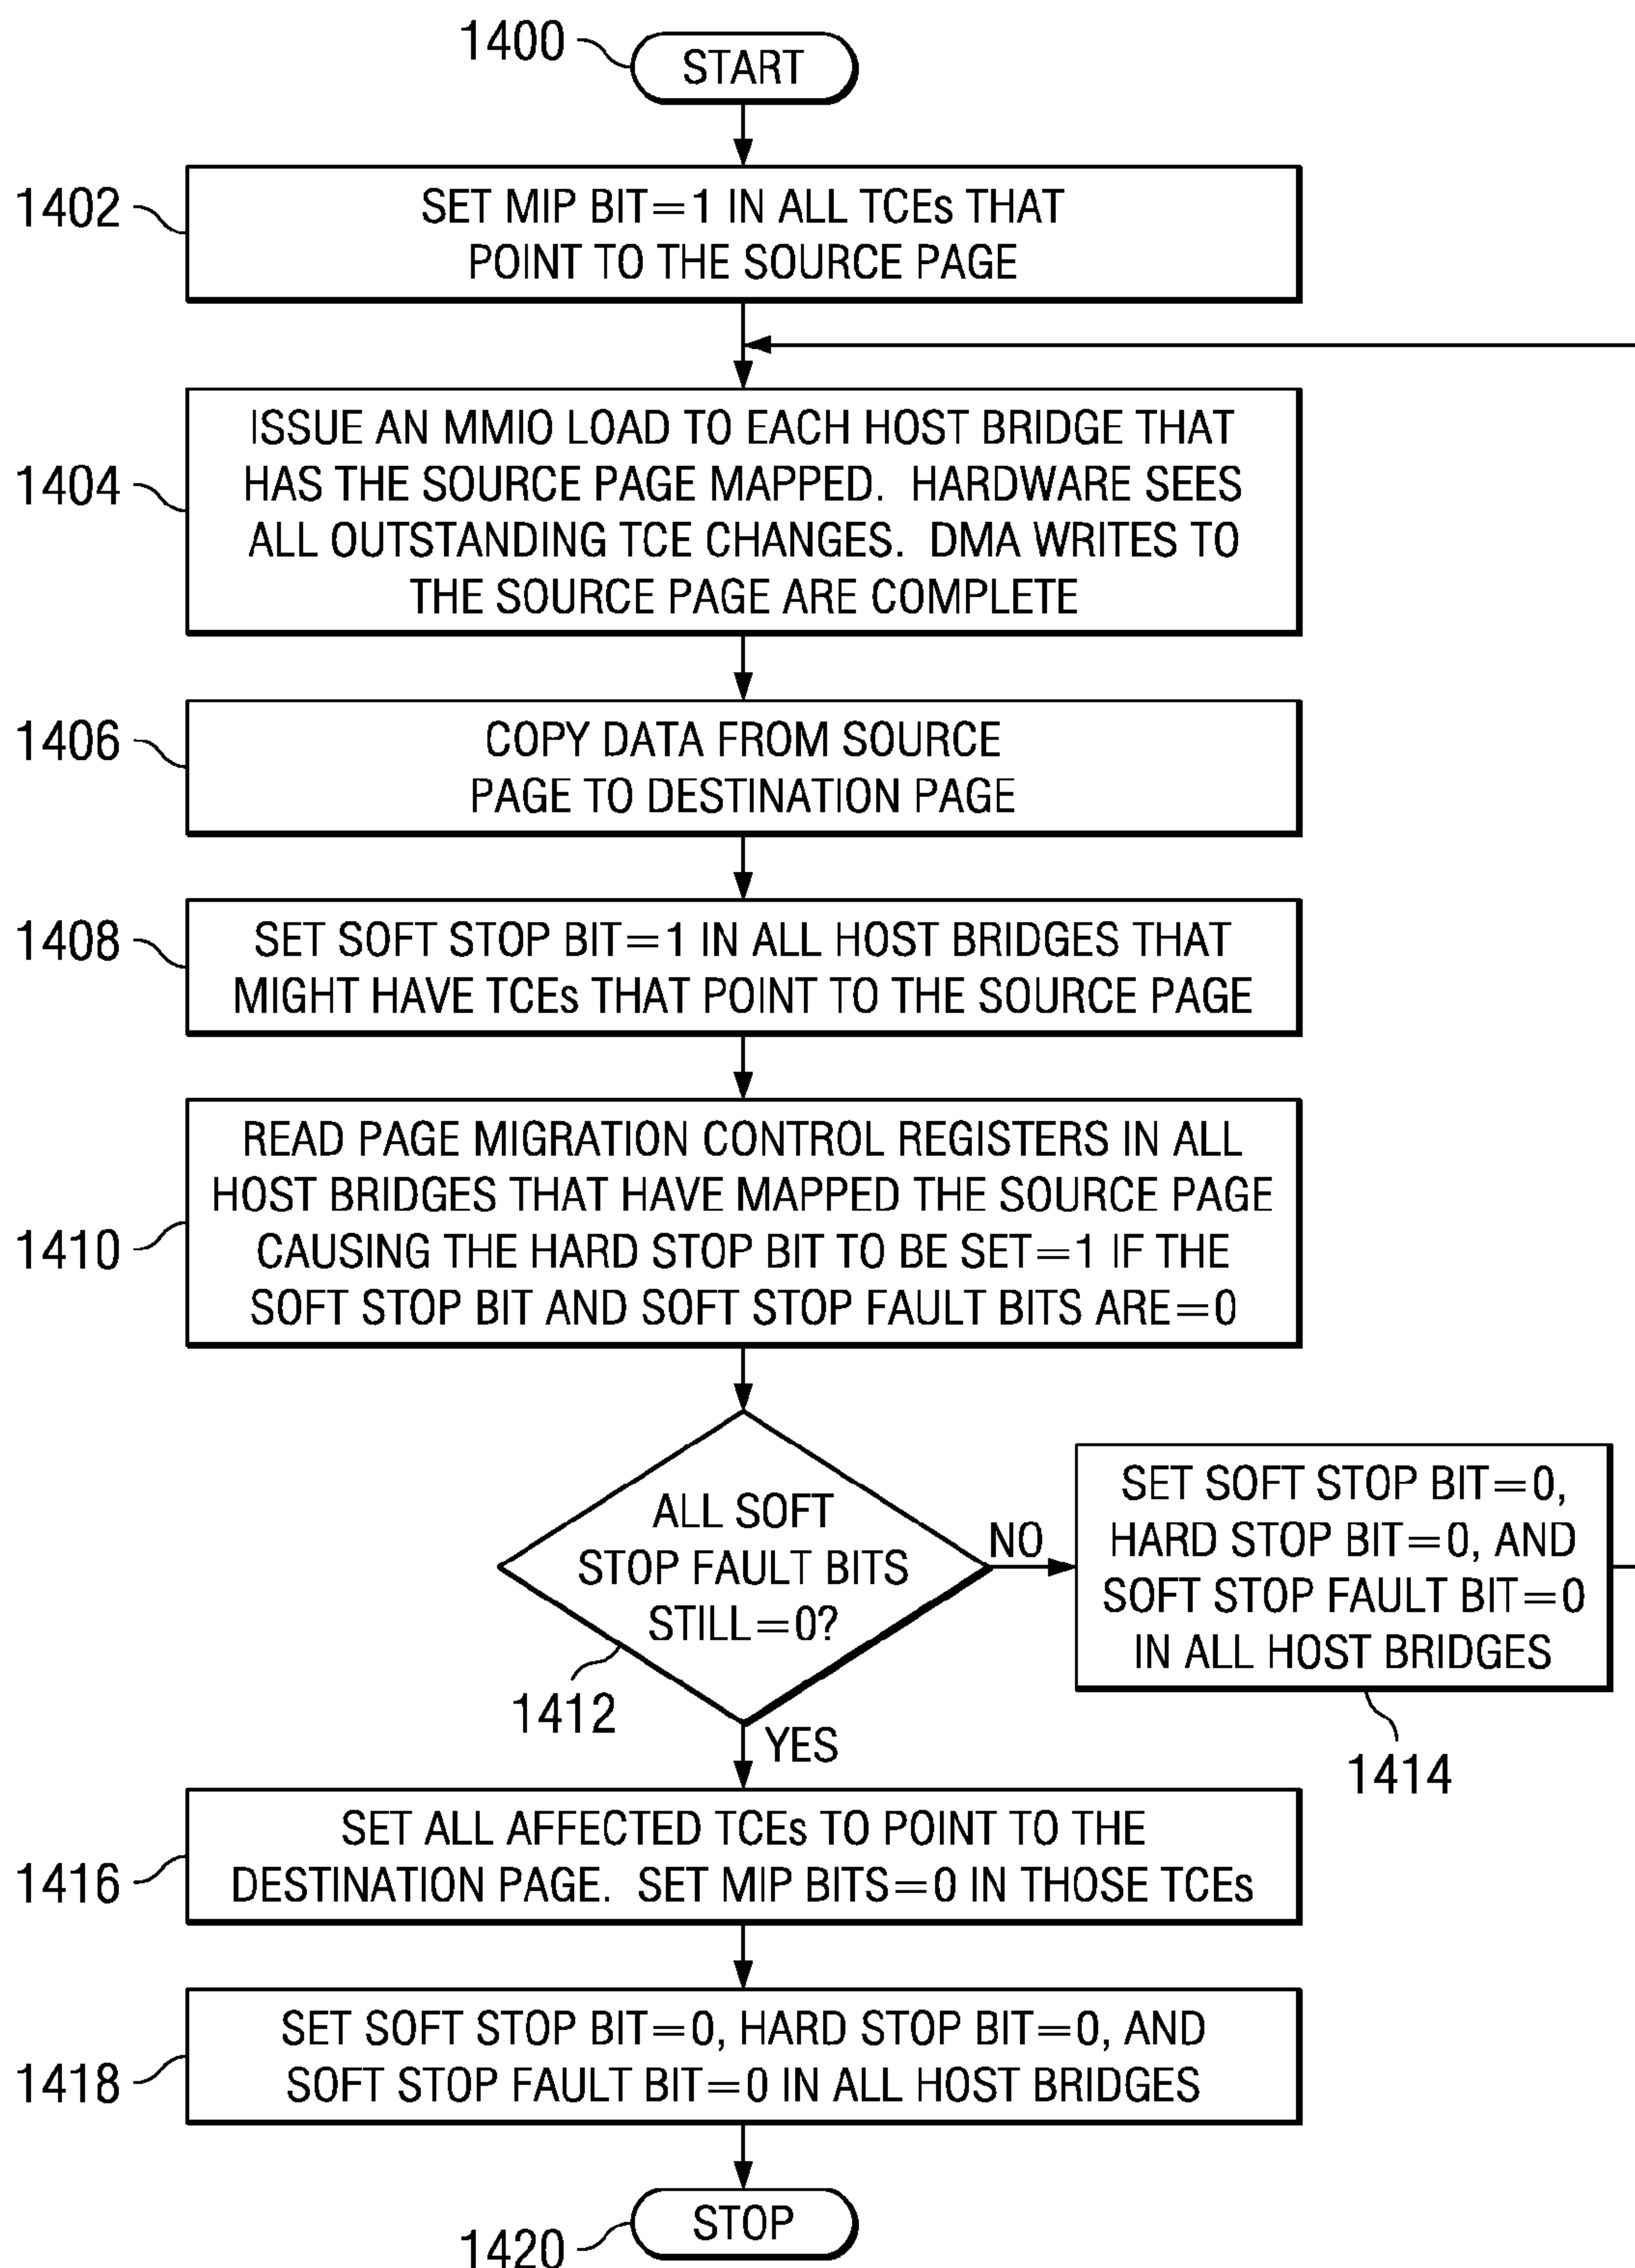 1400
START
1402
SET MIP BIT=1 IN ALL TCEs THAT
POINT TO THE SOURCE PAGE
1404
ISSUE AN MMIO LOAD TO EACH HOST BRIDGE THAT
HAS THE SOURCE PAGE MAPPED. HARDWARE SEES
ALL OUTSTANDING TCE CHANGES. DMA WRITES TO
THE SOURCE PAGE ARE COMPLETE
1406
COPY DATA FROM SOURCE
PAGE TO DESTINATION PAGE
1408
SET SOFT STOP BIT=1 IN ALL HOST BRIDGES THAT
MIGHT HAVE TCEs THAT POINT TO THE SOURCE PAGE
1410
READ PAGE MIGRATION CONTROL REGISTERS IN ALL
HOST BRIDGES THAT HAVE MAPPED THE SOURCE PAGE
CAUSING THE HARD STOP BIT TO BE SET=1 IF THE
SOFT STOP BIT AND SOFT STOP FAULT BITS ARE=0
ALL SOFT
STOP FAULT BITS
STILL=0?
1412
NO
SET SOFT STOP BIT=0,
HARD STOP BIT=0, AND
SOFT STOP FAULT BIT=0
IN ALL HOST BRIDGES
1414
YES
1416
SET ALL AFFECTED TCEs TO POINT TO THE
DESTINATION PAGE. SET MIP BITS=0 IN THOSE TCEs
1418
SET SOFT STOP BIT=0, HARD STOP BIT=0, AND
SOFT STOP FAULT BIT=0 IN ALL HOST BRIDGES
STOP
1420